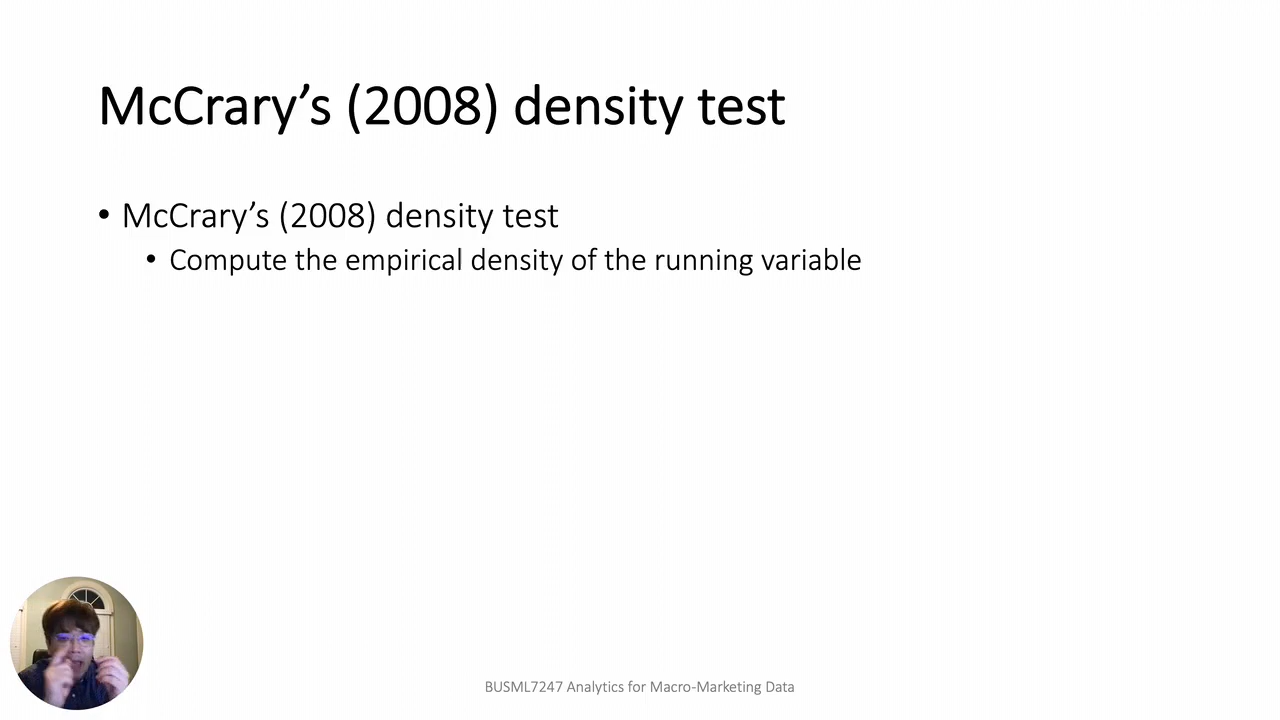 McCrary’s (2008) density test
• McCrary’s (2008) density test
• Compute the empirical density of the running variable
BUSML7247 Analytics for Macro-Marketing Data